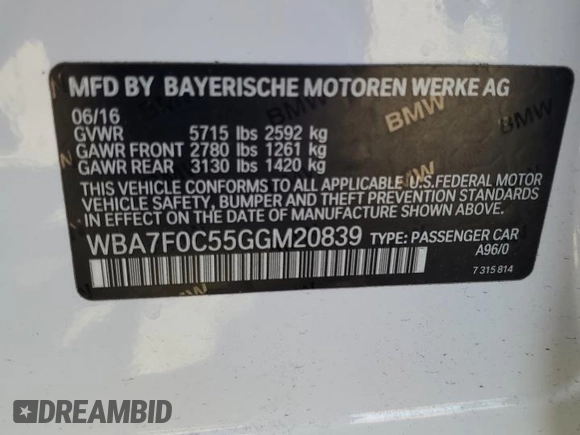 MFD BY BAYERISCHE MOTOREN WERKE AG
06/16
GVWR 5715 lbs 2592 kg
GAWR FRONT 2780 lbs 1261 kg
GAWR REAR 3130 lbs 1420 kg
THIS VEHICLE CONFORMS TO ALL APPLICABLE U.S.FEDERAL MOTOR
VEHICLE SAFETY, BUMPER, AND THEFT PREVENTION STANDARDS
IN EFFECT ON THE DATE OF MANUFACTURE SHOWN ABOVE.
WBA7F0C55GGM20839 TYPE: PASSENGER CAR
A96/0
7 315 814
BMW
BMW
BMW
DREAMBID